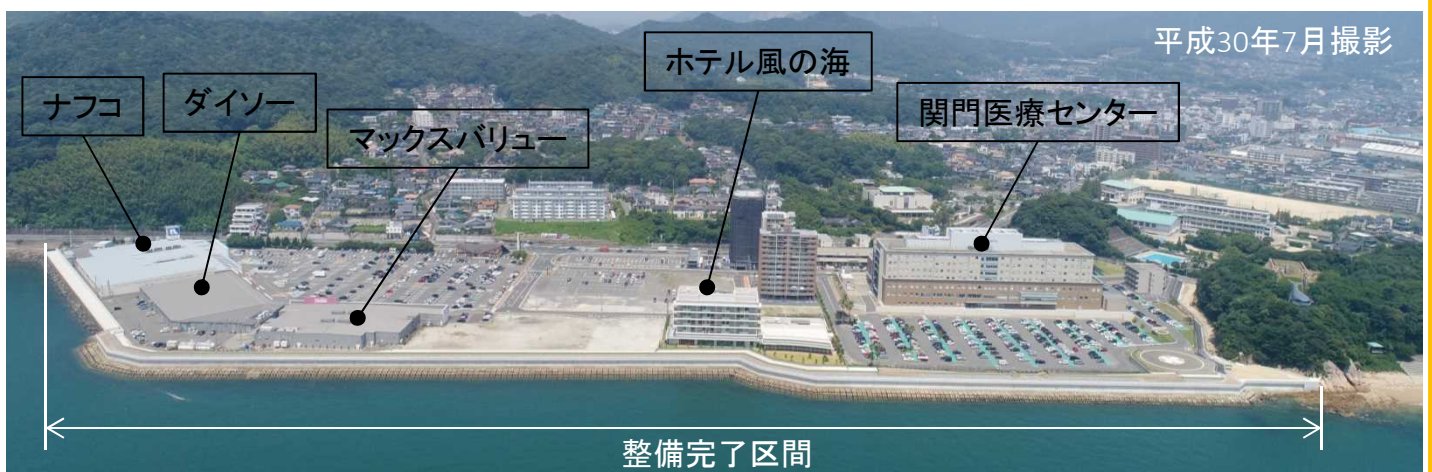 平成30年7月撮影
ホテル風の海
ナフコ
ダイソー
マックスバリュー
関門医療センター
整備完了区間